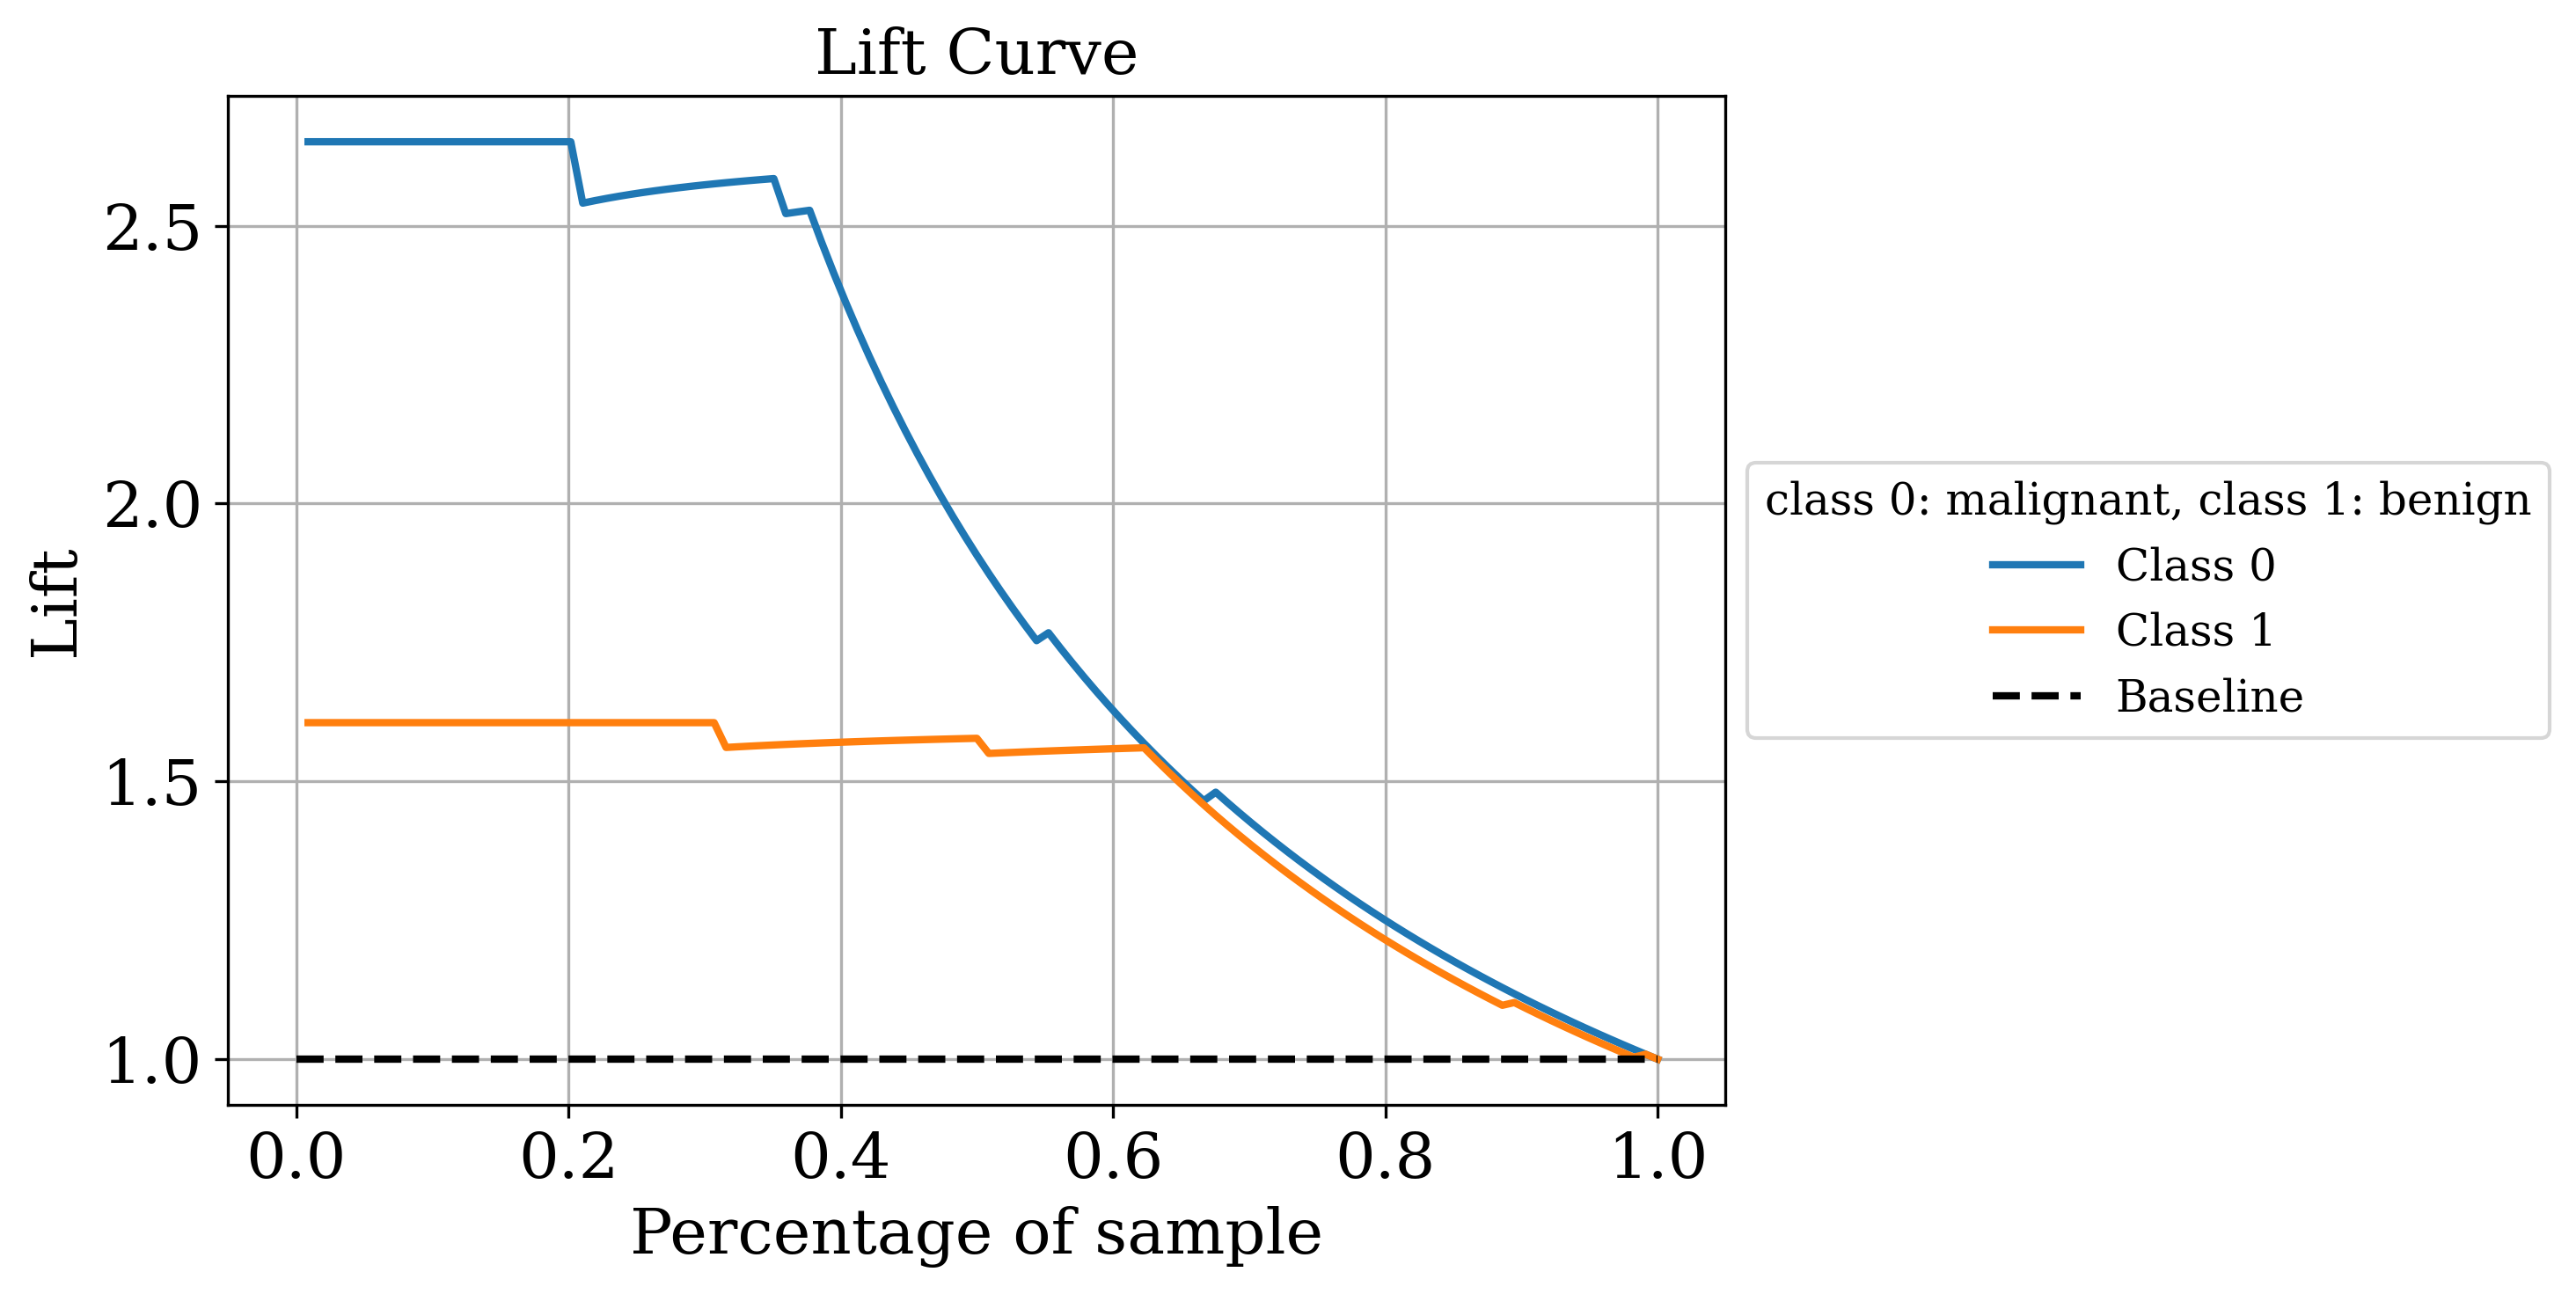 Lift Curve
Lift
2.5
2.0
1.5
1.0
0.0 0.2 0.4 0.6 0.8 1.0
Percentage of sample
class 0: malignant, class 1: benign
Class 0
Class 1
Baseline